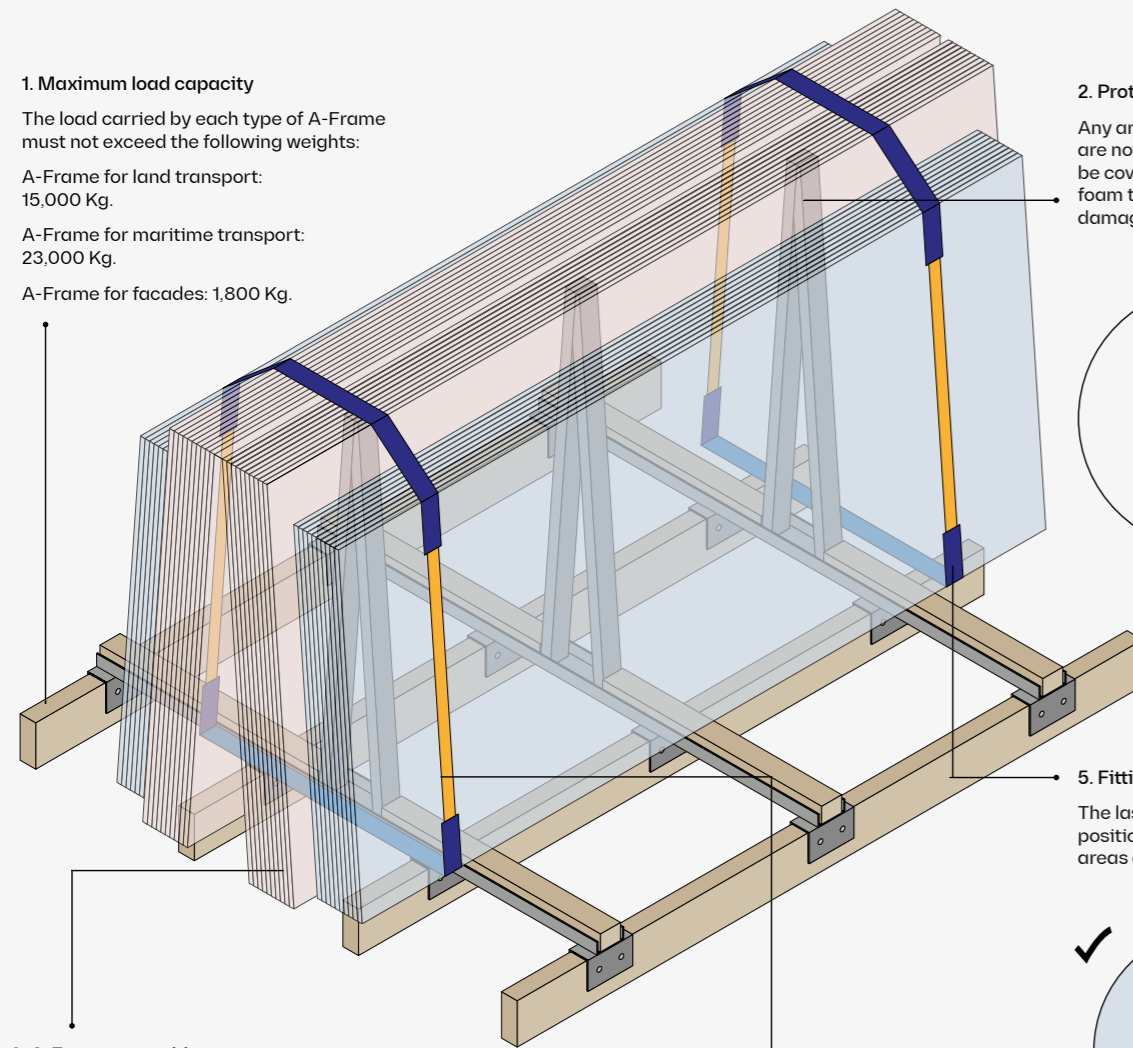 1. Maximum load capacity
The load carried by each type of A-Frame
must not exceed the following weights:
A-Frame for land transport:
15,000 Kg.
A-Frame for maritime transport:
23,000 Kg.
A-Frame for facades: 1,800 Kg.
2. Prot
Any ar
are no
be cov
foam t
damag
5. Fitti
The las
positio
areas